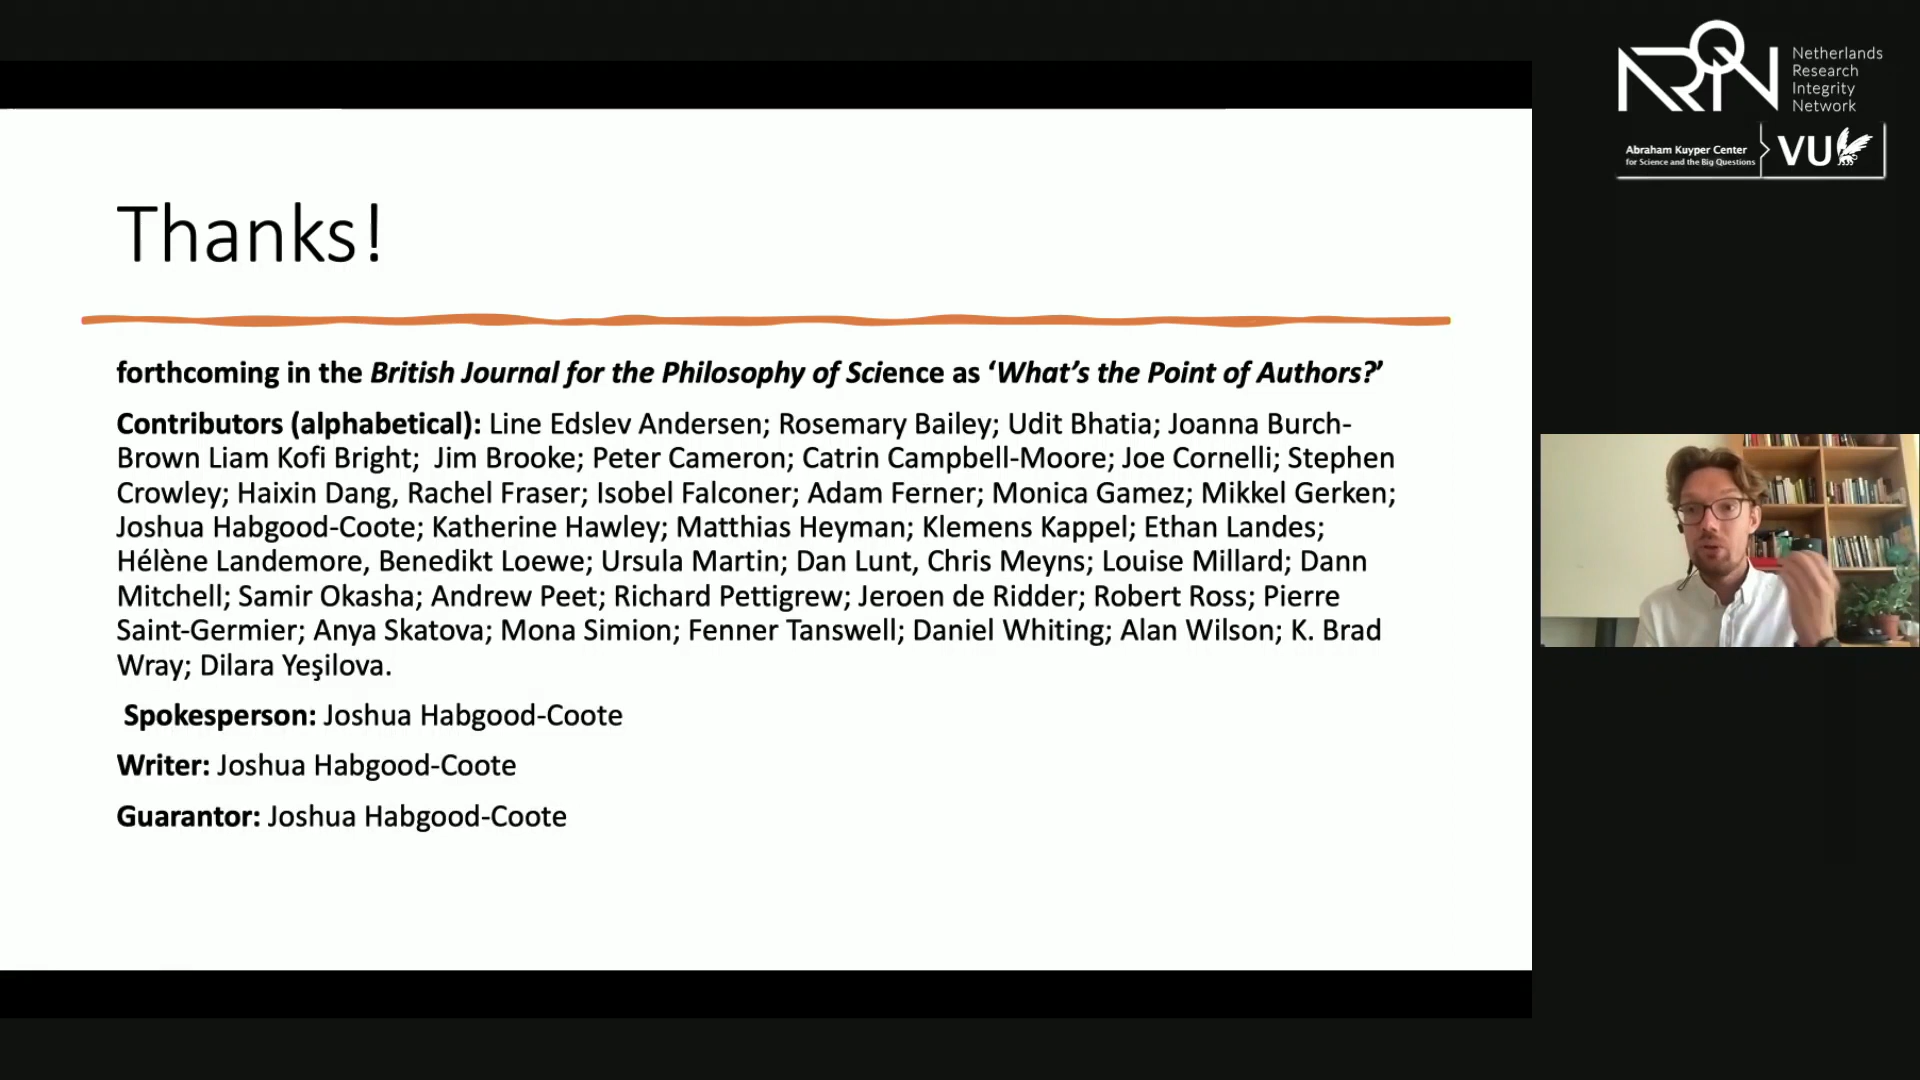 Thanks!
forthcoming in the British Journal for the Philosophy of Science as ‘What’s the Point of Authors?’
Contributors (alphabetical): Line Edslev Andersen; Rosemary Bailey; Udit Bhatia; Joanna Burch-
Brown Liam Kofi Bright;  Jim Brooke; Peter Cameron; Catrin Campbell-Moore; Joe Cornelli; Stephen
Crowley; Haixin Dang, Rachel Fraser; Isobel Falconer; Adam Ferner; Monica Gamez; Mikkel Gerken;
Joshua Habgood-Coote; Katherine Hawley; Matthias Heyman; Klemens Kappel; Ethan Landes;
Hélène Landemore, Benedikt Loewe; Ursula Martin; Dan Lunt, Chris Meyns; Louise Millard; Dann
Mitchell; Samir Okasha; Andrew Peet; Richard Pettigrew; Jeroen de Ridder; Robert Ross; Pierre
Saint-Germier; Anya Skatova; Mona Simion; Fenner Tanswell; Daniel Whiting; Alan Wilson; K. Brad
Wray; Dilara Yeşilova.
Spokesperson: Joshua Habgood-Coote
Writer: Joshua Habgood-Coote
Guarantor: Joshua Habgood-Coote
NRIN
Netherlands
Research
Integrity
Network
Abraham Kuyper Center
for Science and the Big Questions
VU